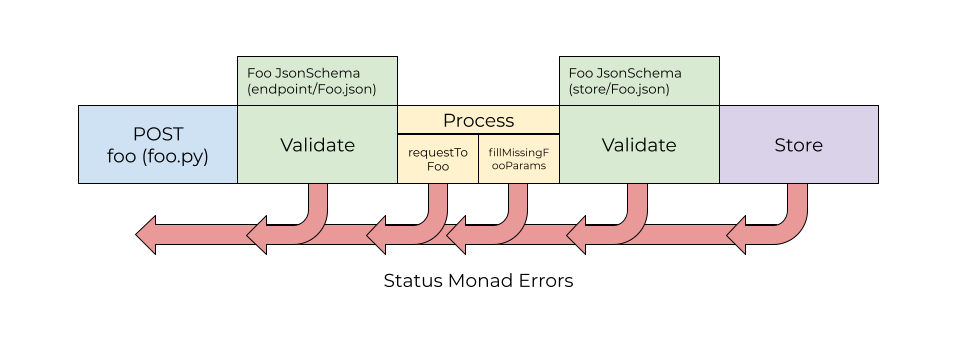 Foo JsonSchema
(endpoint/Foo.json)
Foo JsonSchema
(store/Foo.json)
POST
foo (foo.py)
Validate
Process
requestTo
Foo
fillMissingF
ooParams
Validate
Store
Status Monad Errors